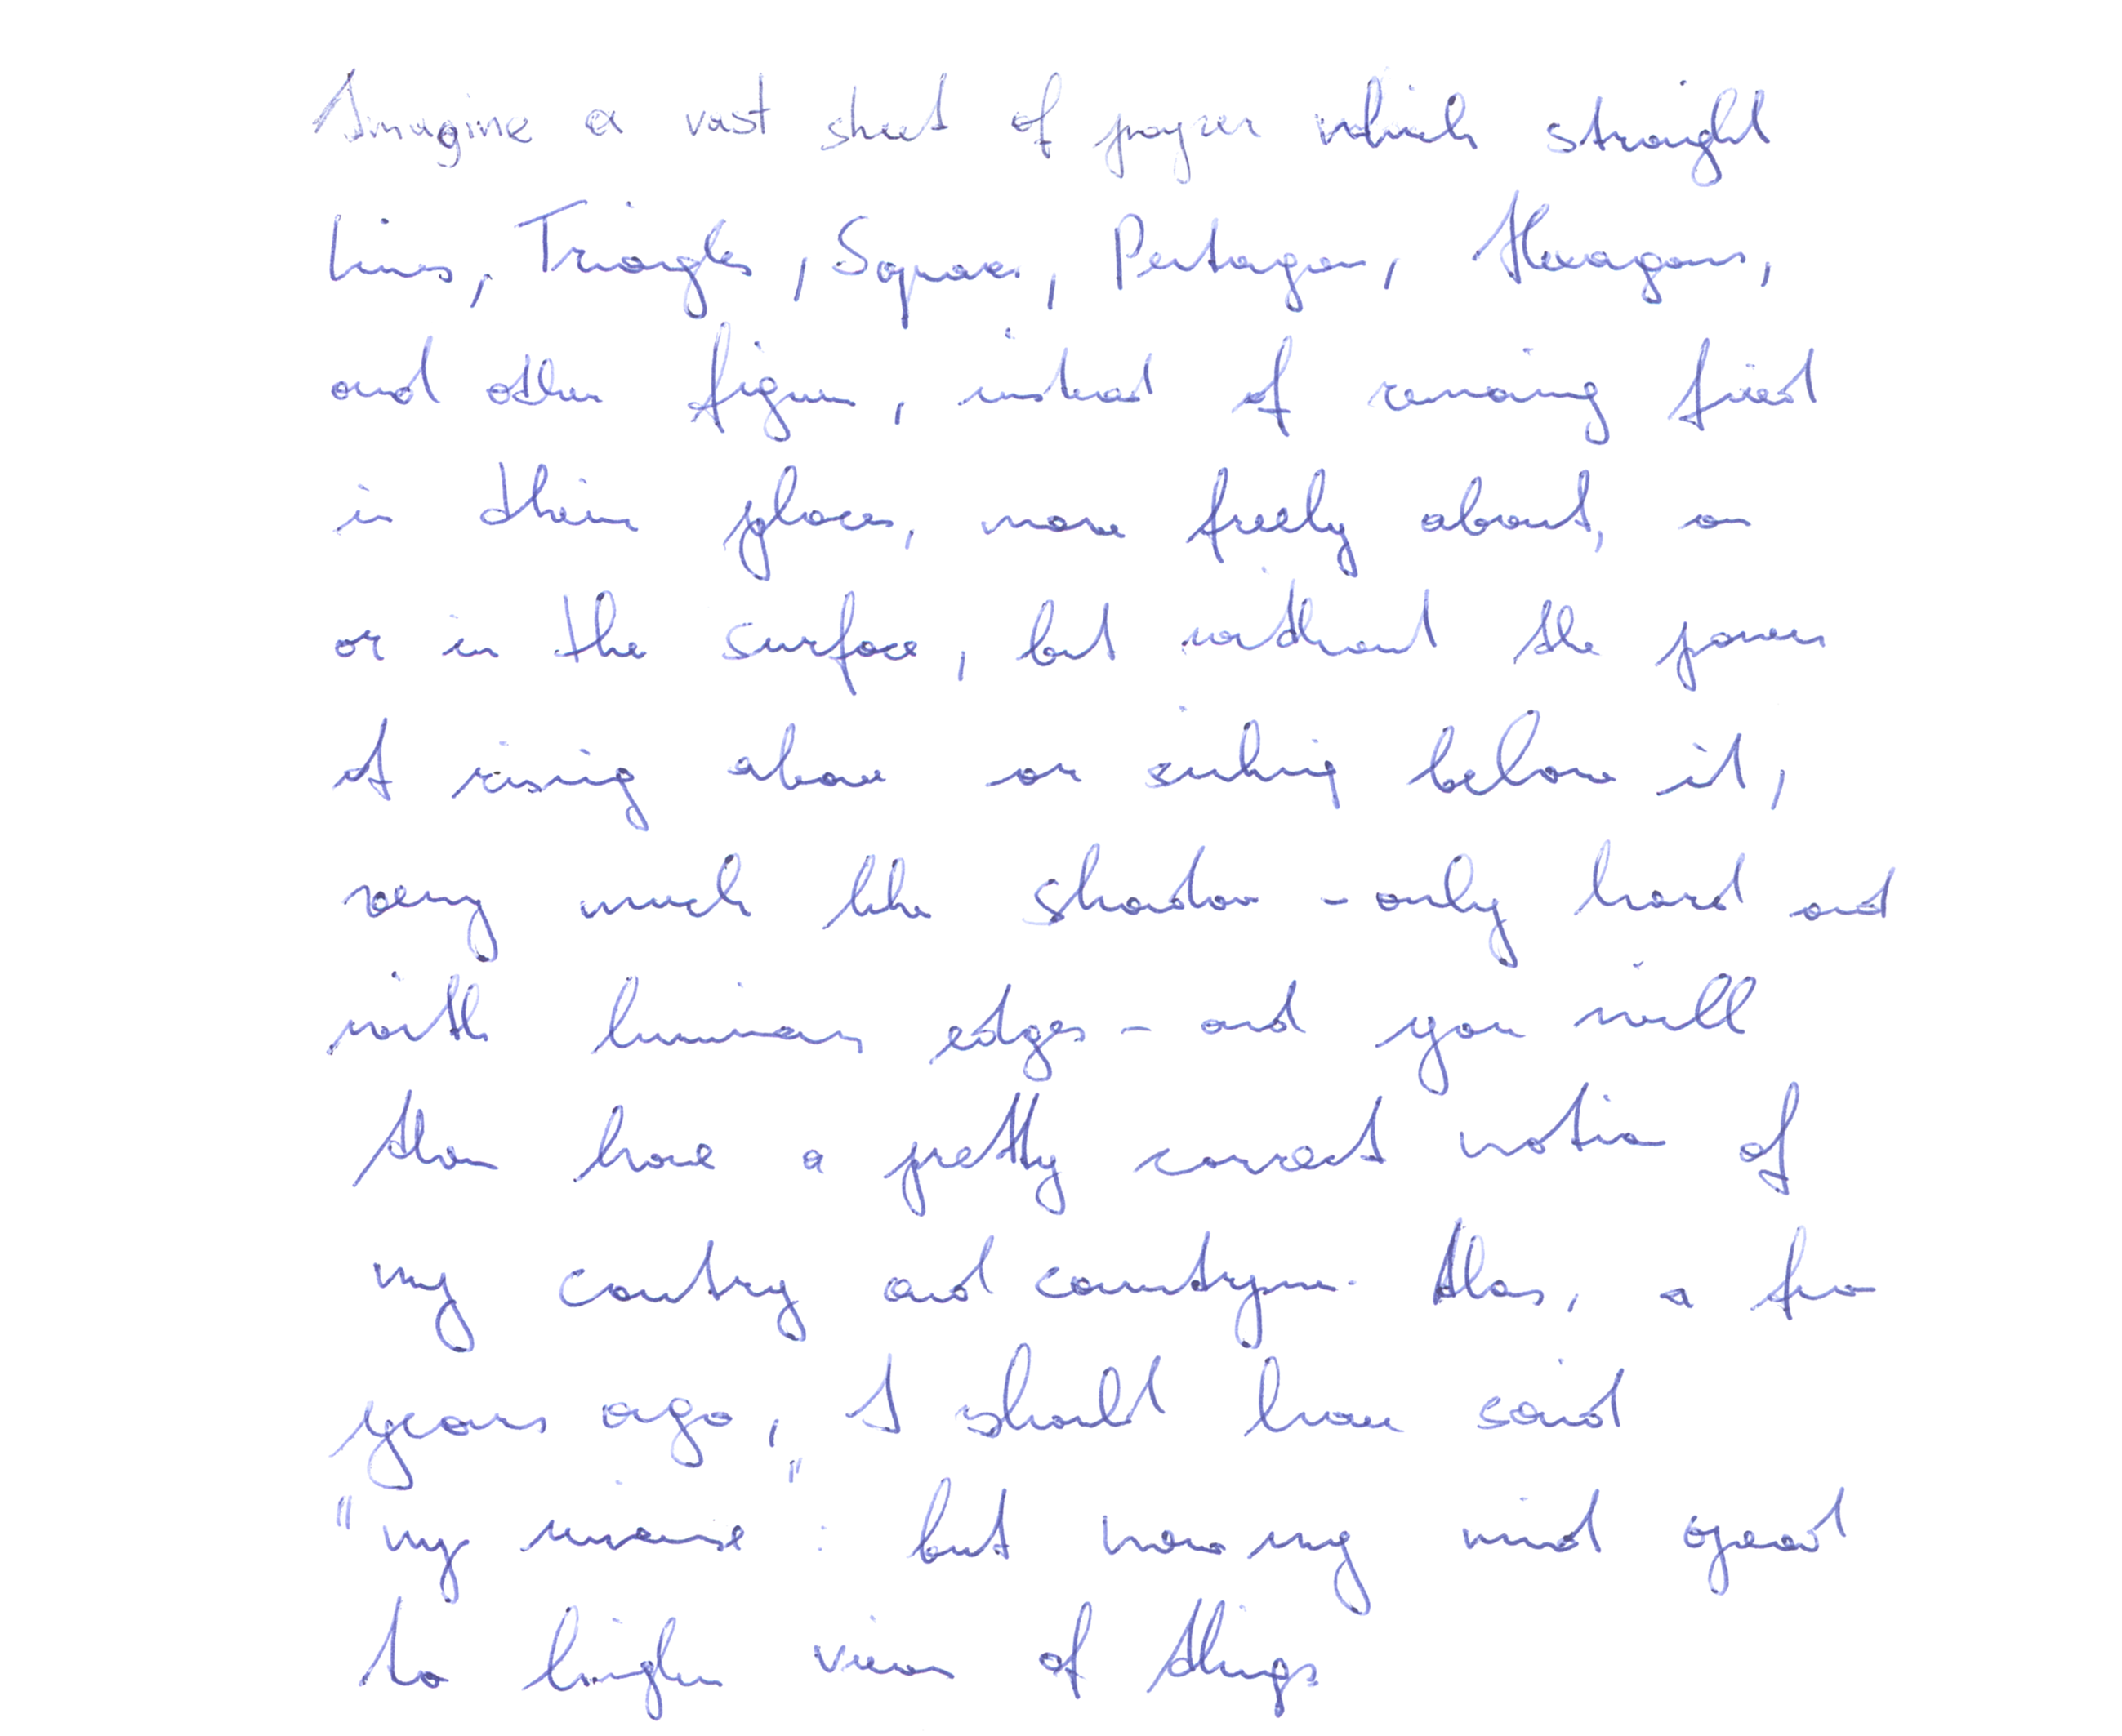 Imagine a vast sheet of paper which straight
Lines, Triangles, Squares, Pentagons, Hexagons,
and other figures, instead of remaing fixed
in their places, move freely about, on
or in the surface, but without the power
of rising above or sinking below it,
very much like shadow - only hard and
with luminous edges - and you will
then have a pretty correct notion of
my country and countrymen. Alas, a few
years ago, I should have said
"my universe": but now my mind opened
to higher view of things